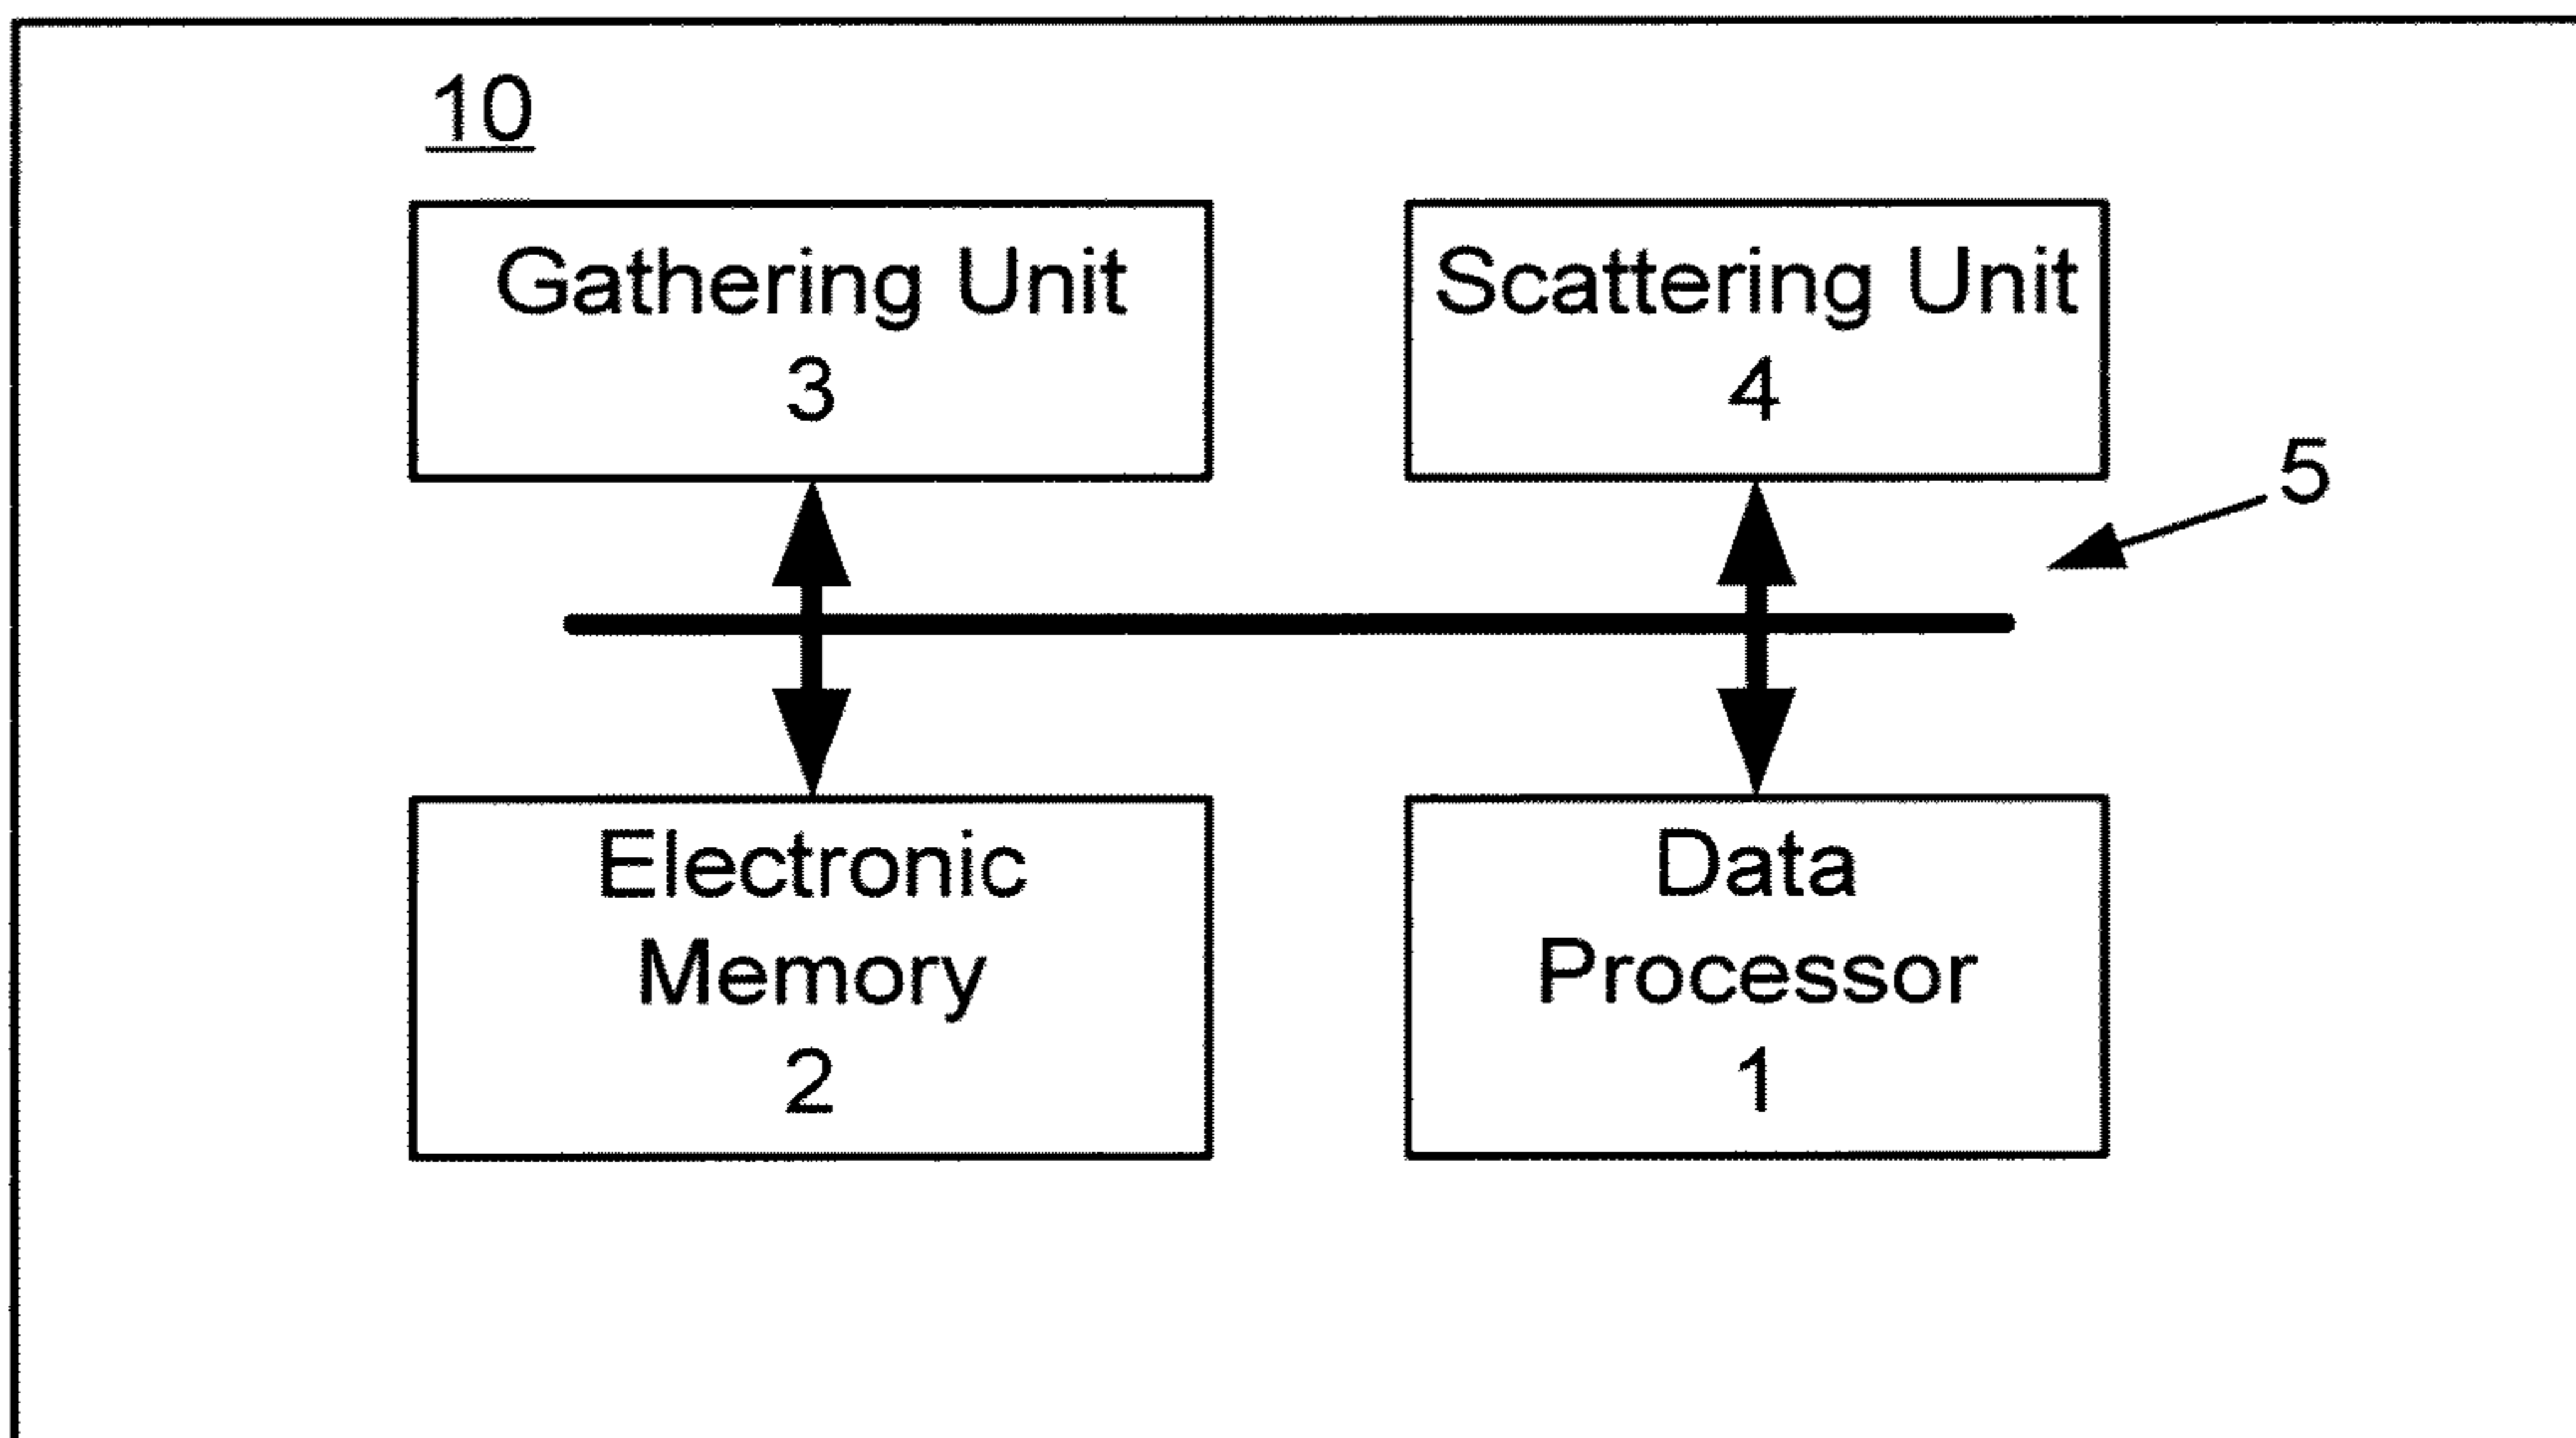 10
Gathering Unit
3
Scattering Unit
4
5
Electronic
Memory
2
Data
Processor
1